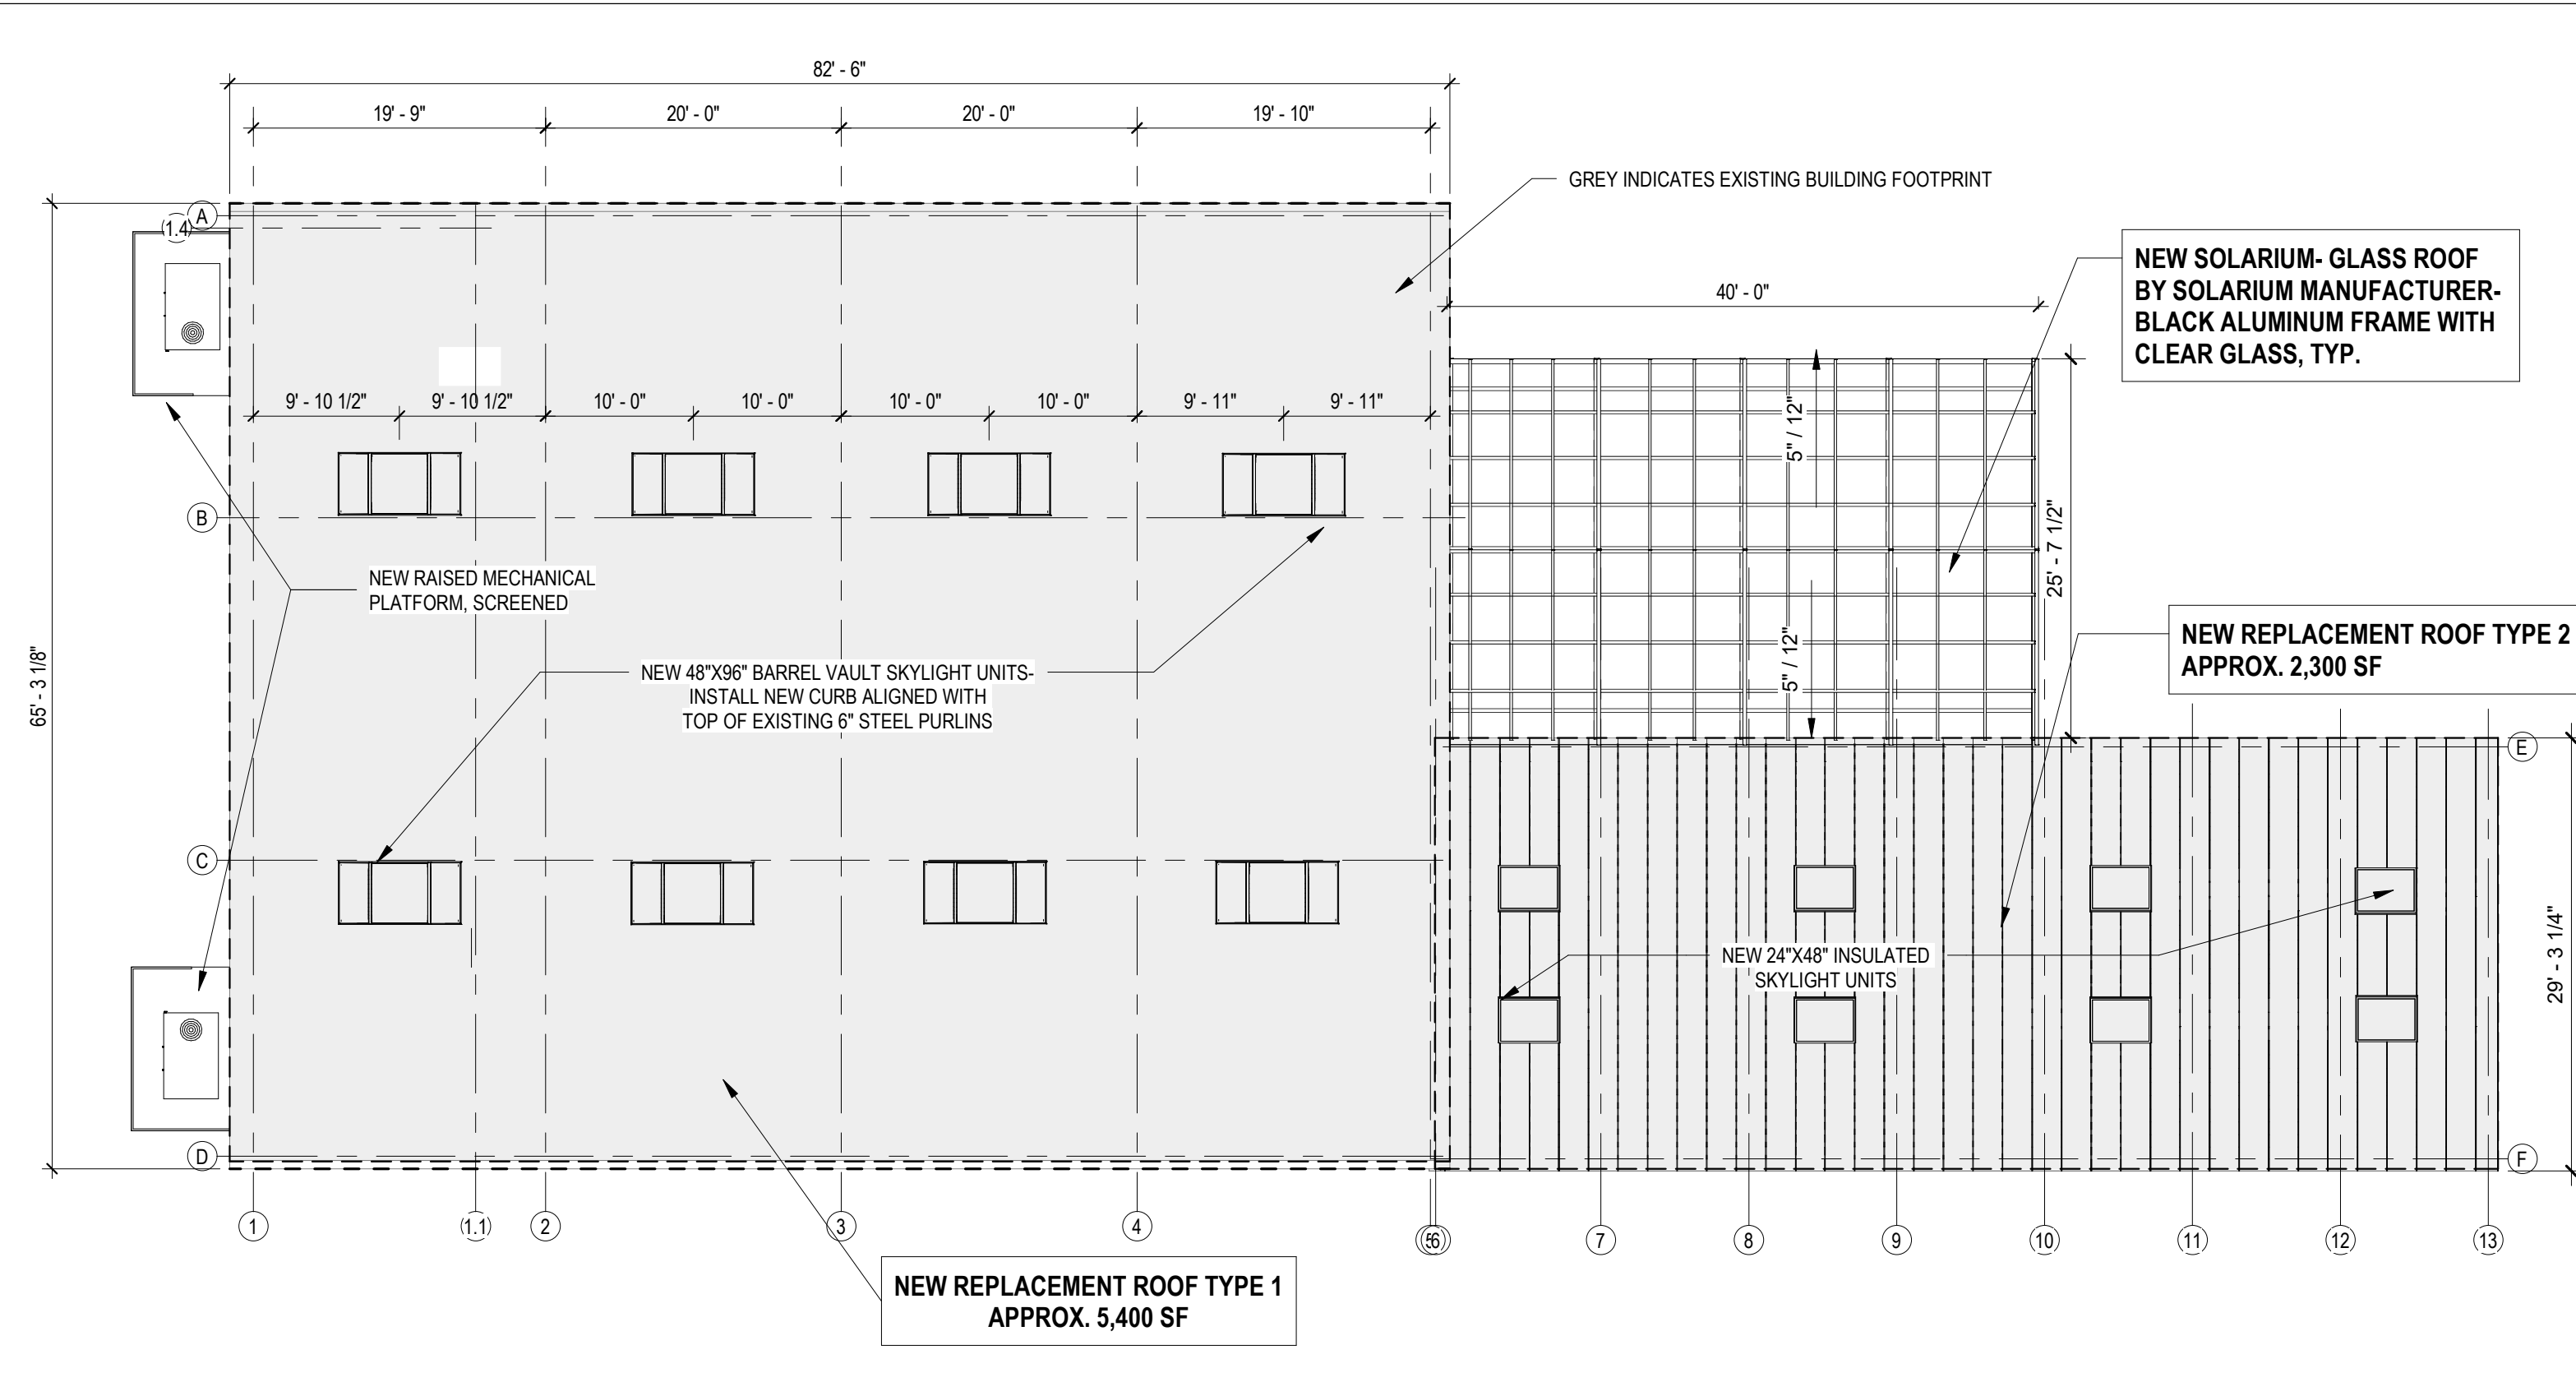 82' - 6"
19' - 9"
20' - 0"
20' - 0"
19' - 10"
GREY INDICATES EXISTING BUILDING FOOTPRINT
A
1.4
NEW SOLARIUM- GLASS ROOF
BY SOLARIUM MANUFACTURER-
BLACK ALUMINUM FRAME WITH
CLEAR GLASS, TYP.
40' - 0"
9' - 10 1/2"
9' - 10 1/2"
10' - 0"
10' - 0"
10' - 0"
10' - 0"
9' - 11"
9' - 11"
5" / 12"
B
25' - 7 1/2"
NEW RAISED MECHANICAL
PLATFORM, SCREENED
65' - 3 1/8"
NEW 48"X96" BARREL VAULT SKYLIGHT UNITS-
INSTALL NEW CURB ALIGNED WITH
TOP OF EXISTING 6" STEEL PURLINS
5" / 12"
NEW REPLACEMENT ROOF TYPE 2
APPROX. 2,300 SF
E
C
NEW 24"X48" INSULATED
SKYLIGHT UNITS
29' - 3 1/4"
D
F
1
1.1
2
3
4
5
6
7
8
9
10
11
12
13
NEW REPLACEMENT ROOF TYPE 1
APPROX. 5,400 SF